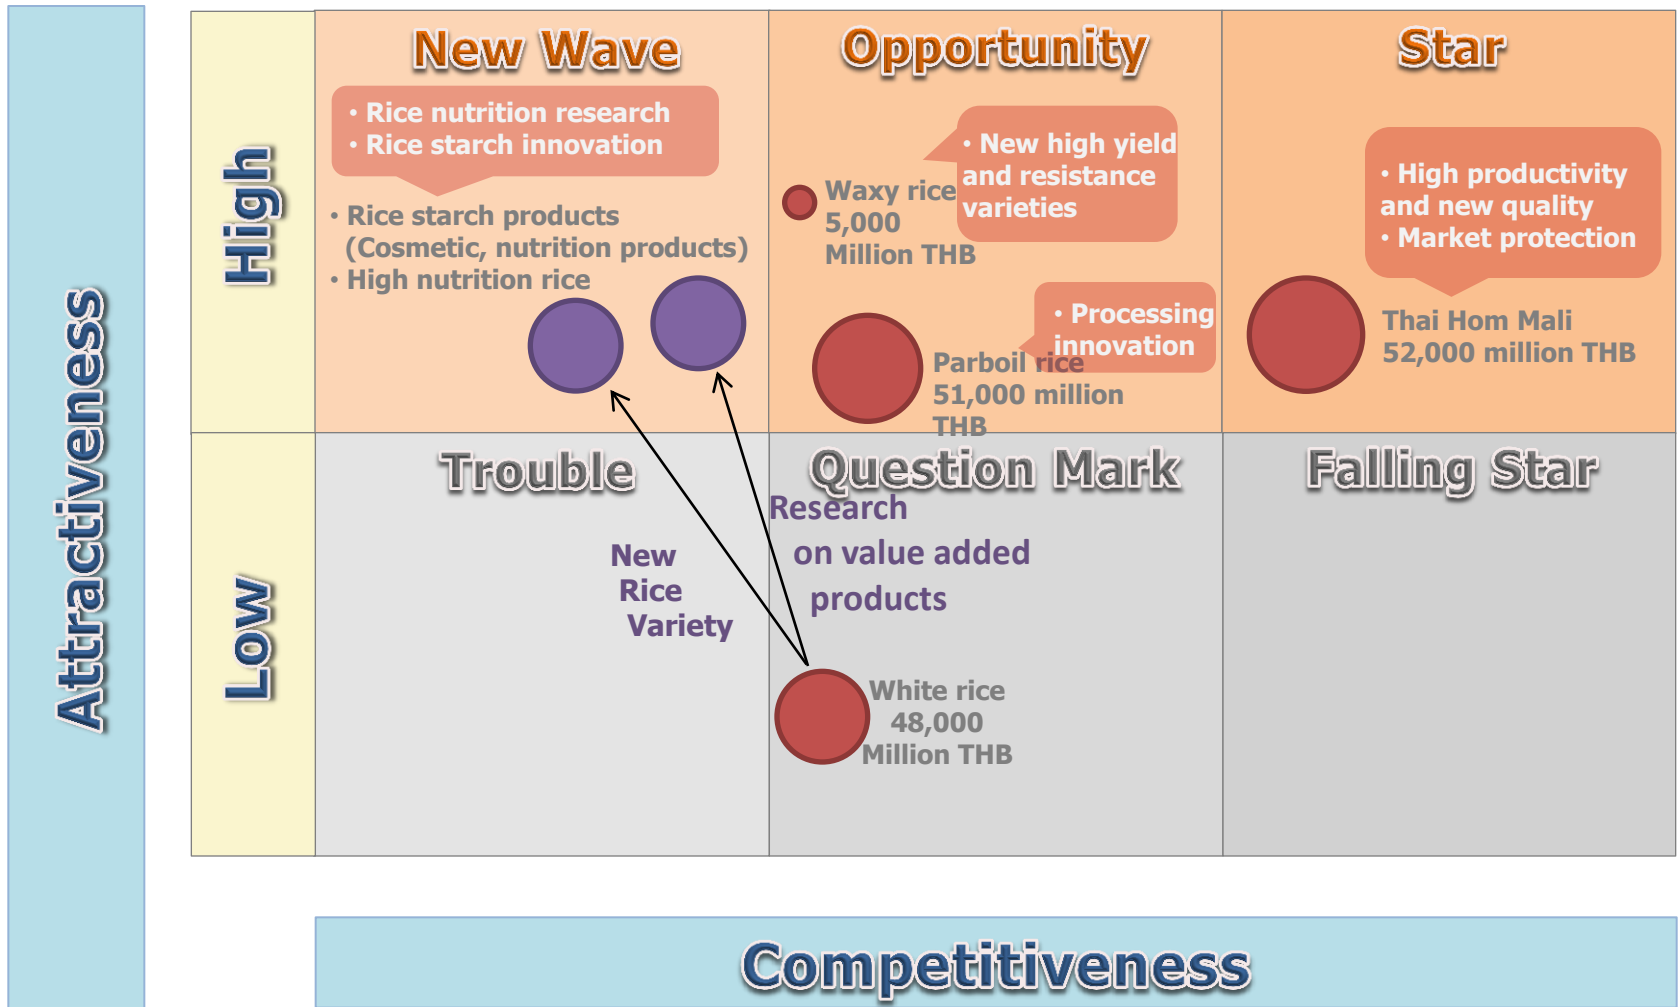 Attractiveness
High
Low
New Wave
• Rice nutrition research
• Rice starch innovation
• Rice starch products
(Cosmetic, nutrition products)
• High nutrition rice
Opportunity
• New high yield
and resistance
varieties
Waxy rice
5,000
Million THB
• Processing
innovation
Parboil rice
51,000 million
THB
Star
• High productivity
and new quality
• Market protection
Thai Hom Mali
52,000 million THB
Trouble
New
Rice
Variety
Question Mark
Research
on value added
products
White rice
48,000
Million THB
Falling Star
Competitiveness